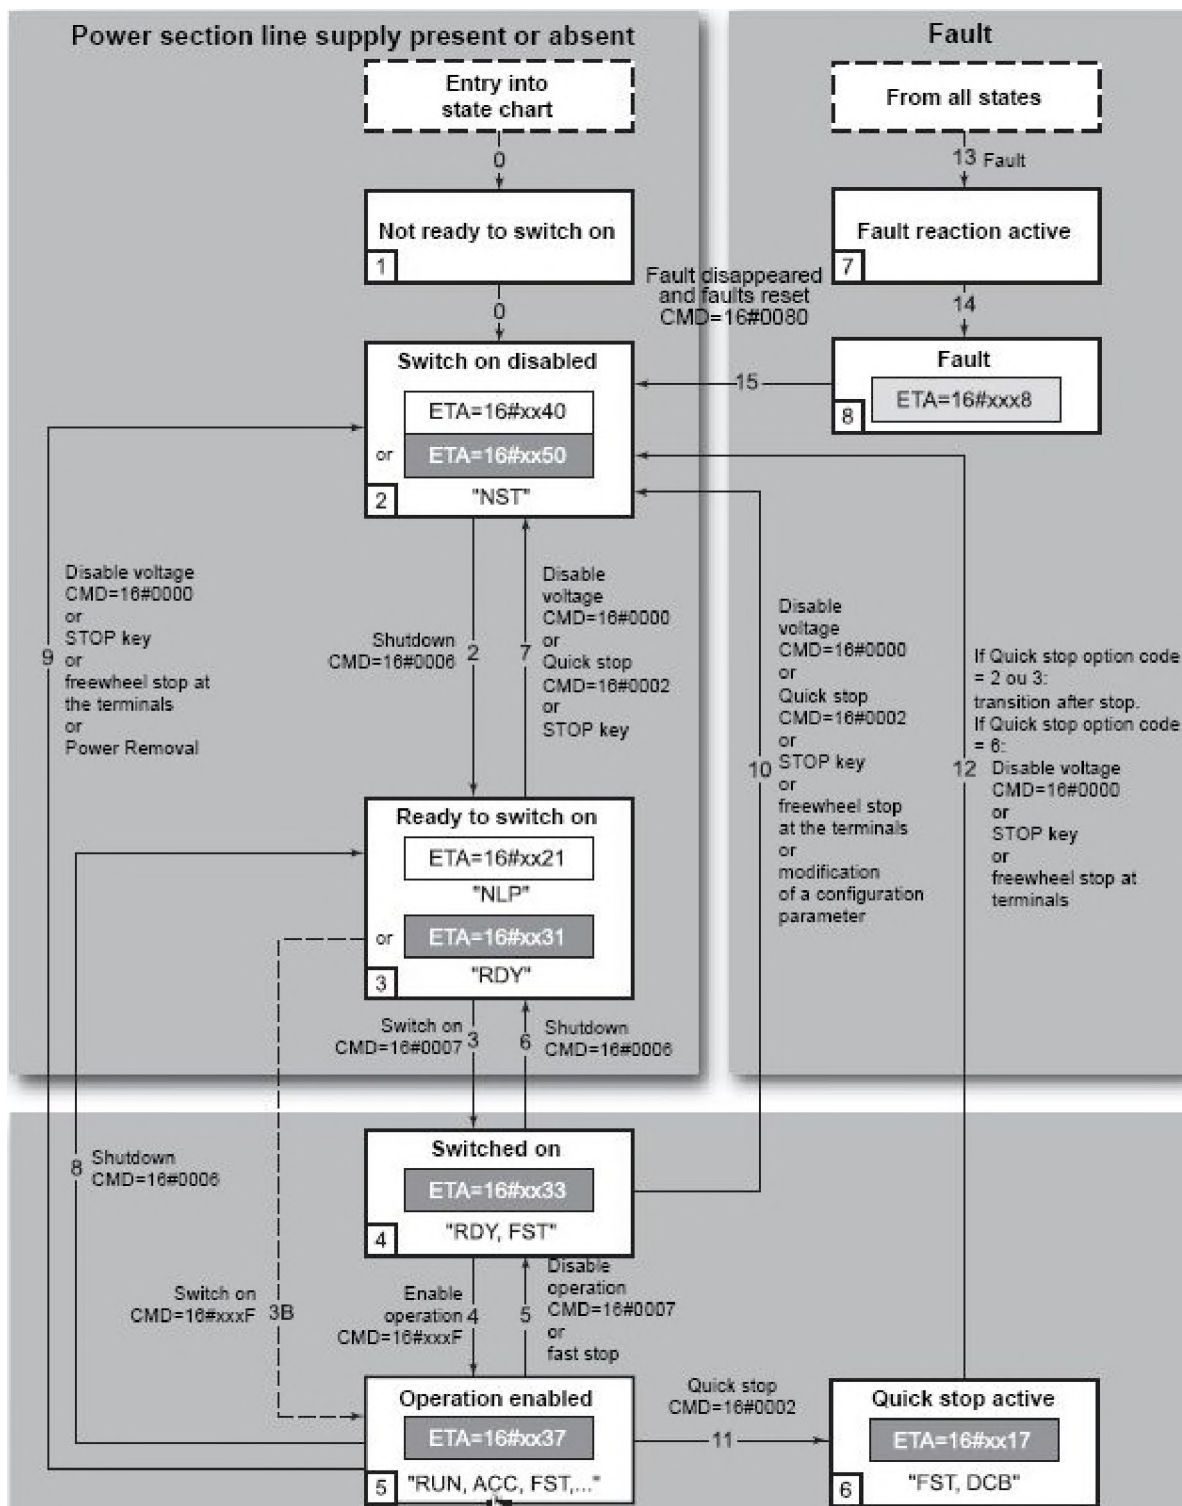 Power section line supply present or absent
Fault
Entry into
state chart
From all states
0
13 Fault
Not ready to switch on
1
Fault reaction active
7
0
Fault disappeared
and faults reset
CMD=16#0080
14
Switch on disabled
ETA=16#xx40
or
ETA=16#xx50
"NST"
2
15
Fault
ETA=16#xxx8
8
Disable voltage
CMD=16#0000
or
STOP key
9
or
freewheel stop at
the terminals
or
Power Removal
Shutdown
CMD=16#0006
2
7
Disable
voltage
CMD=16#0000
or
Quick stop
CMD=16#0002
or
STOP key
10
Disable
voltage
CMD=16#0000
or
Quick stop
CMD=16#0002
or
STOP key
or
freewheel stop
at the terminals
or
modification
of a configuration
parameter
12
If Quick stop option code
= 2 ou 3:
transition after stop.
If Quick stop option code
= 6:
Disable voltage
CMD=16#0000
or
STOP key
or
freewheel stop at
terminals
Ready to switch on
ETA=16#xx21
"NLP"
or
ETA=16#xx31
"RDY"
3
Switch on
CMD=16#0007
3
6
Shutdown
CMD=16#0006
8
Shutdown
CMD=16#0006
Switched on
ETA=16#xx33
"RDY, FST"
4
Switch on
CMD=16#xxxF
3B
Enable
operation
CMD=16#xxxF
4
5
Disable
operation
CMD=16#0007
or
fast stop
Operation enabled
ETA=16#xx37
"RUN, ACC, FST,..."
5
Quick stop
CMD=16#0002
11
Quick stop active
ETA=16#xx17
"FST, DCB"
6